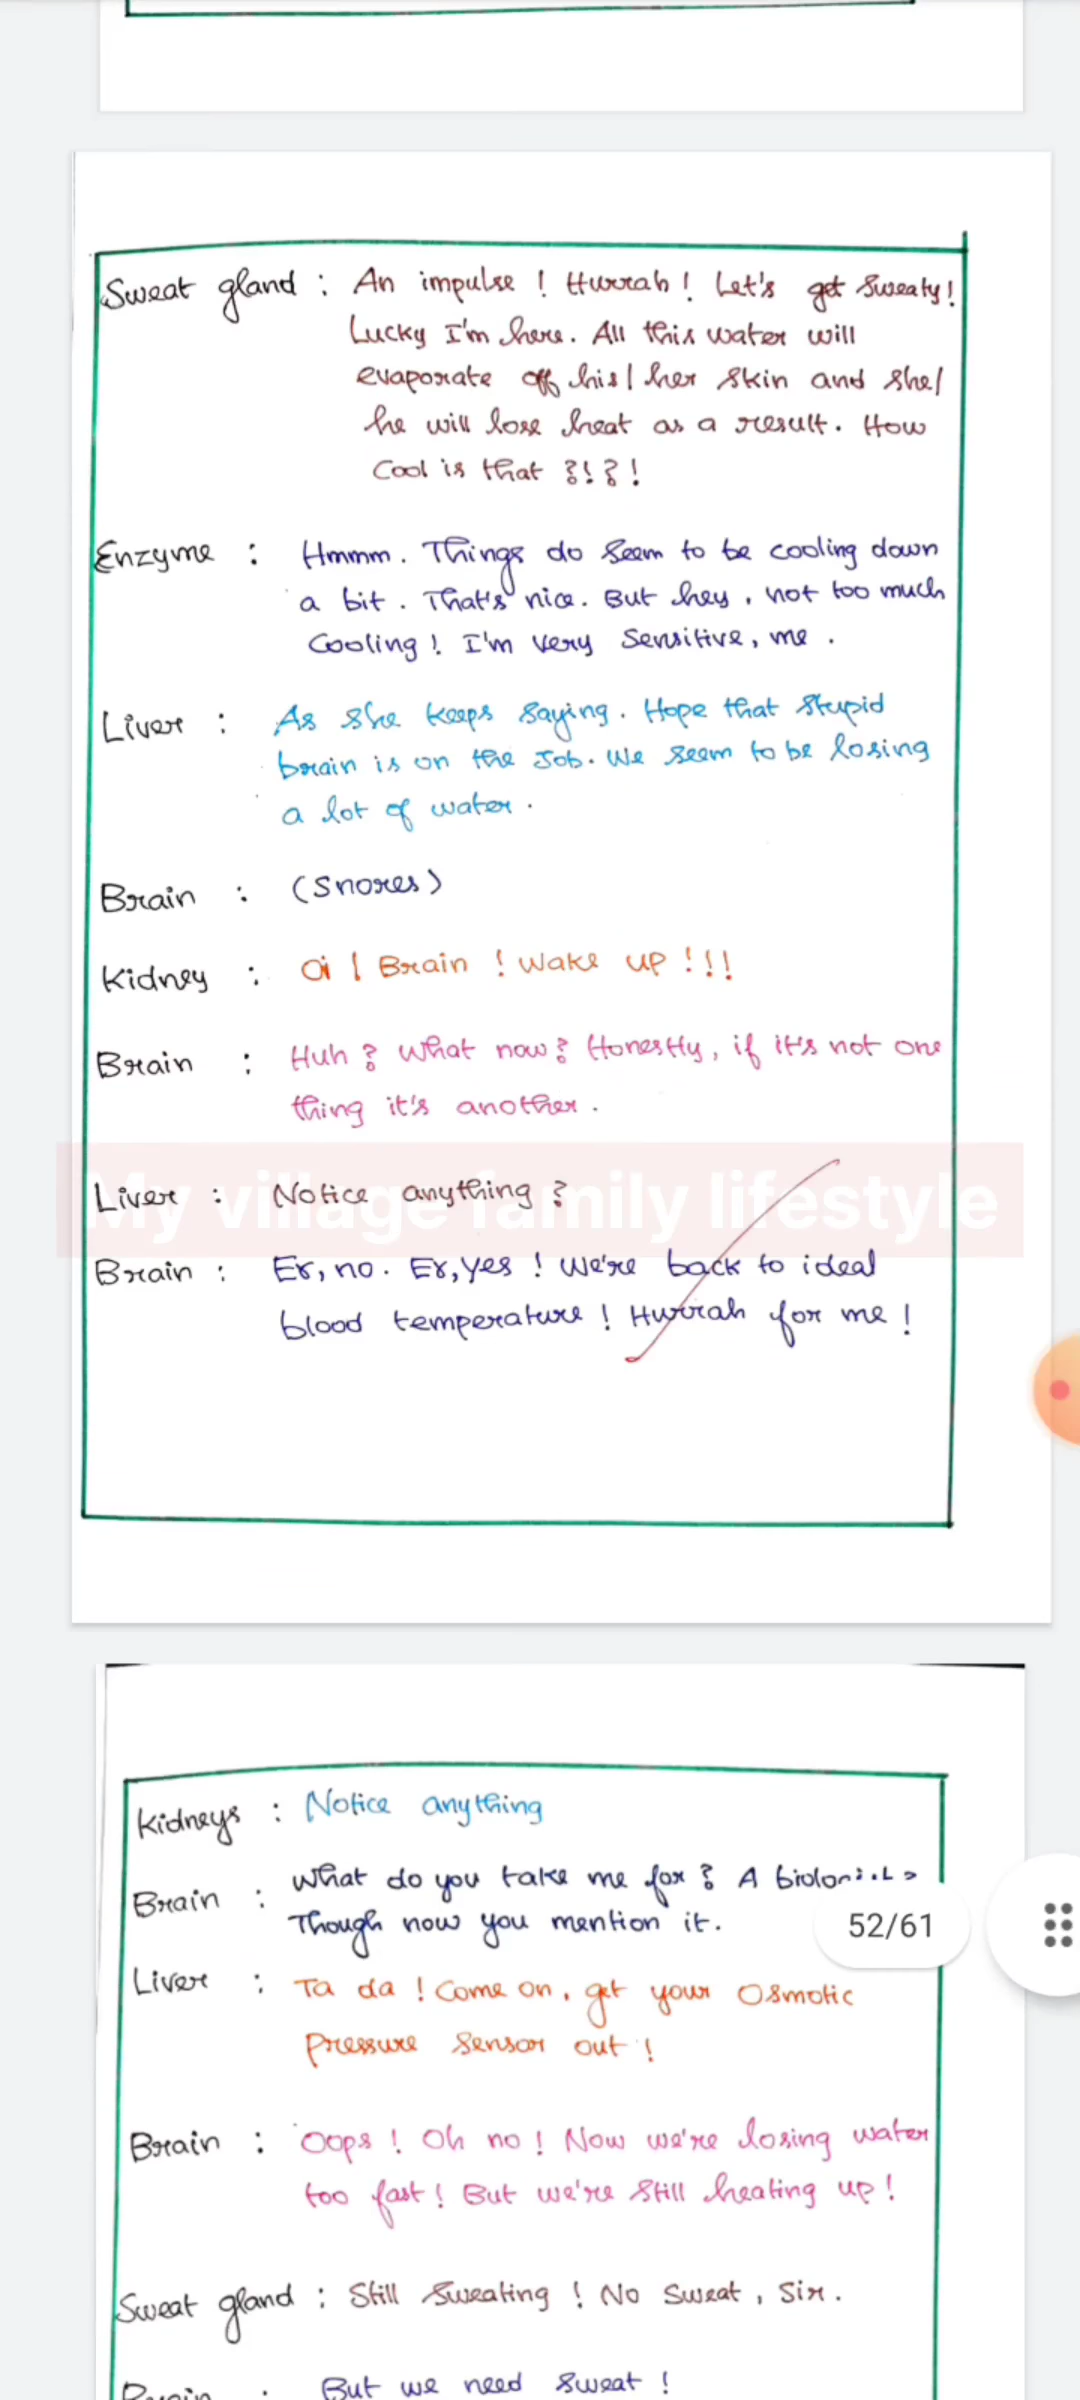 Sweat gland : An impulse ! Hurrah ! Let's get Sweaty !
Lucky I'm here. All this water will
evaporate off his/her skin and she/
he will lose heat as a result. How
Cool is that ?!?!
Enzyme : Hmmm. Things do seem to be cooling down
a bit. That's nice. But hey, not too much
Cooling ! I'm very Sensitive, me.
Liver : As she keeps saying. Hope that stupid
brain is on the Job. We seem to be losing
a lot of water.
Brain : (Snores)
Kidney : Oi ! Brain ! Wake up !!!
Brain : Huh ? What now ? Honestly, if it's not one
thing it's another.
My village family lifestyle
Liver : Notice anything ?
Brain : Er, no. Er, yes ! We're back to ideal
blood temperature ! Hurrah for me !
Kidneys : Notice anything
Brain : What do you take me for ? A
Though now you mention it.
52/61
Liver : Ta da ! Come on, get your Osmotic
Pressure Sensor out !
Brain : Oops ! Oh no ! Now we're losing water
too fast ! But we're still heating up !
Sweat gland : Still Sweating ! No Sweat, Sir.
Brain : But we need sweat !